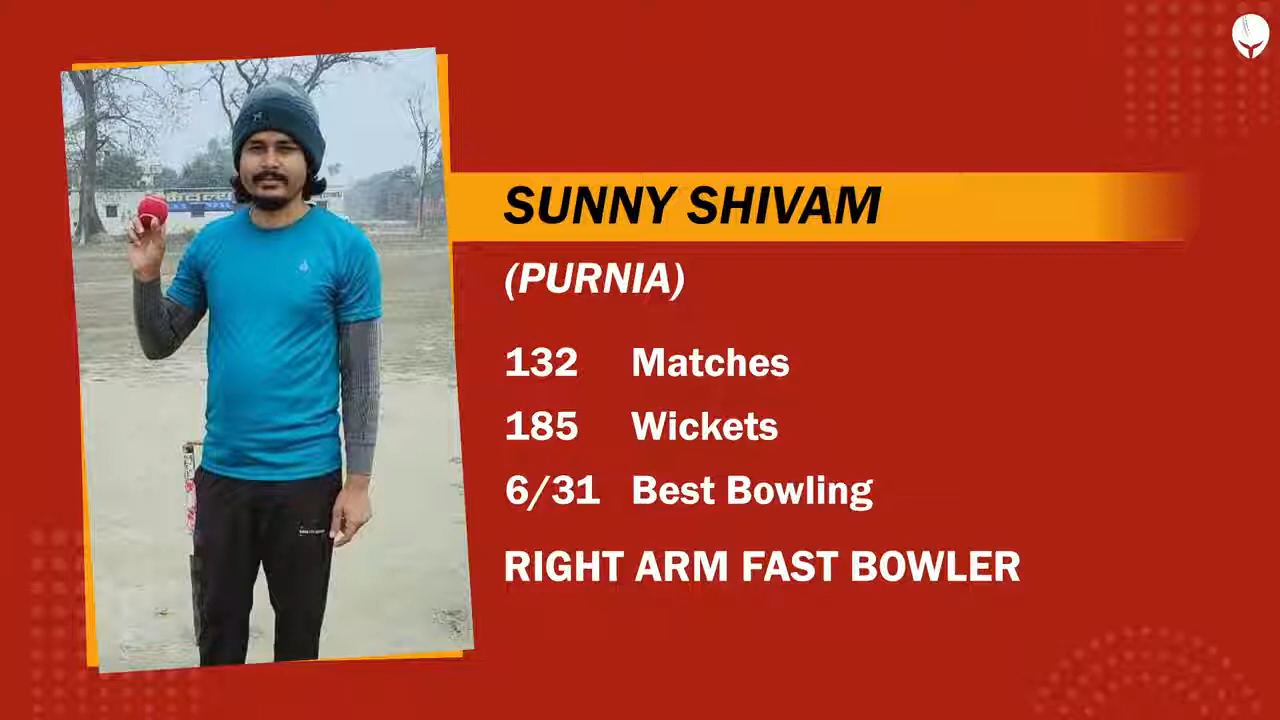 SUNNY SHIVAM
(PURNIA)
132 Matches
185 Wickets
6/31 Best Bowling
RIGHT ARM FAST BOWLER